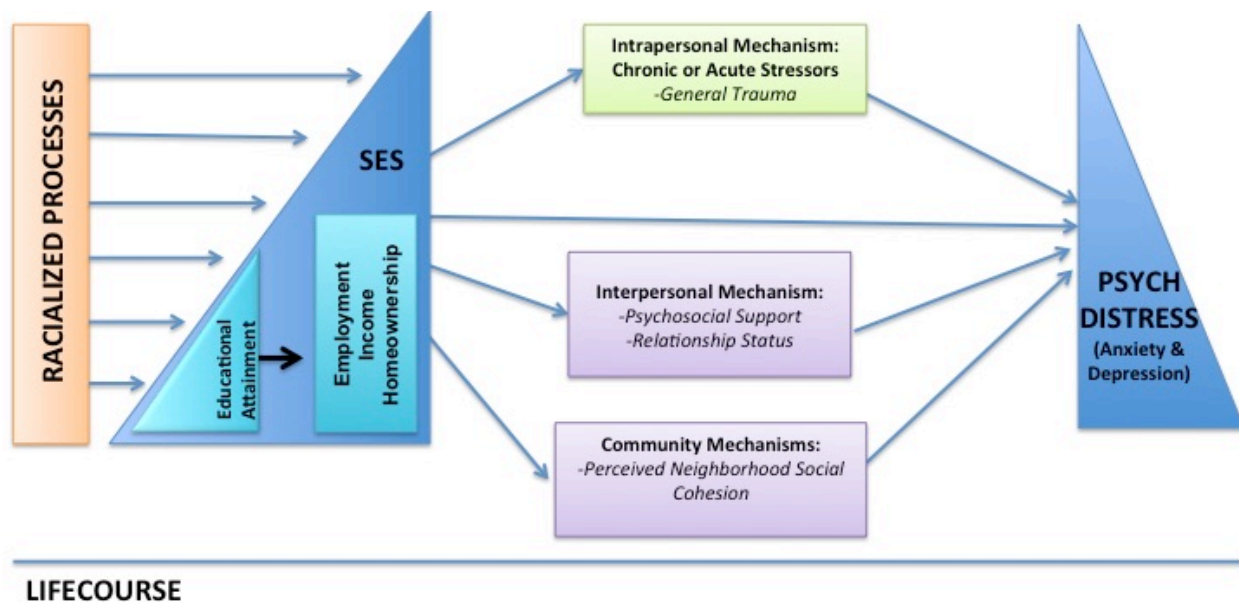 RACIALIZED PROCESSES
SES
Educational
Attainment
Employment
Income
Homeownership
Intrapersonal Mechanism:
Chronic or Acute Stressors
-General Trauma
Interpersonal Mechanism:
-Psychosocial Support
-Relationship Status
Community Mechanisms:
-Perceived Neighborhood Social
Cohesion
PSYCH
DISTRESS
(Anxiety &
Depression)
LIFECOURSE